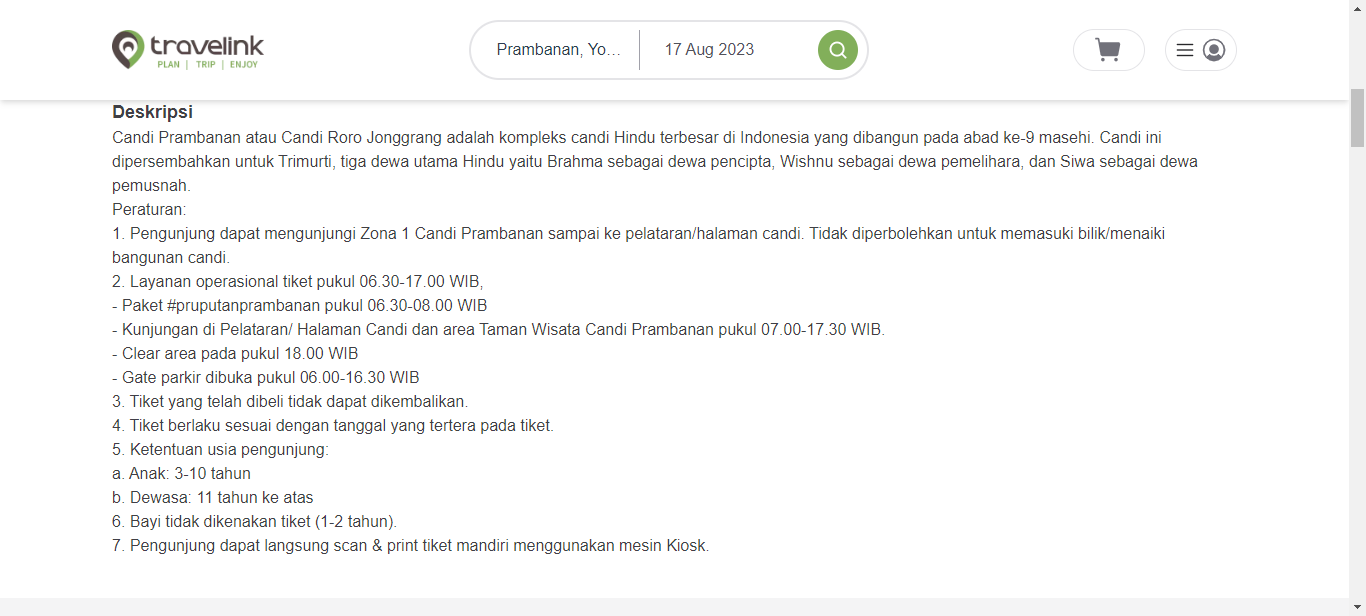 travelink
PLAN | TRIP | ENJOY
Prambanan, Yo...
17 Aug 2023
Deskripsi
Candi Prambanan atau Candi Roro Jonggrang adalah kompleks candi Hindu terbesar di Indonesia yang dibangun pada abad ke-9 masehi. Candi ini
dipersembahkan untuk Trimurti, tiga dewa utama Hindu yaitu Brahma sebagai dewa pencipta, Wishnu sebagai dewa pemelihara, dan Siwa sebagai dewa
pemusnah.
Peraturan:
1. Pengunjung dapat mengunjungi Zona 1 Candi Prambanan sampai ke pelataran/halaman candi. Tidak diperbolehkan untuk memasuki bilik/menaiki
bangunan candi.
2. Layanan operasional tiket pukul 06.30-17.00 WIB,
- Paket #pruputanprambanan pukul 06.30-08.00 WIB
- Kunjungan di Pelataran/ Halaman Candi dan area Taman Wisata Candi Prambanan pukul 07.00-17.30 WIB.
- Clear area pada pukul 18.00 WIB
- Gate parkir dibuka pukul 06.00-16.30 WIB
3. Tiket yang telah dibeli tidak dapat dikembalikan.
4. Tiket berlaku sesuai dengan tanggal yang tertera pada tiket.
5. Ketentuan usia pengunjung:
a. Anak: 3-10 tahun
b. Dewasa: 11 tahun ke atas
6. Bayi tidak dikenakan tiket (1-2 tahun).
7. Pengunjung dapat langsung scan & print tiket mandiri menggunakan mesin Kiosk.